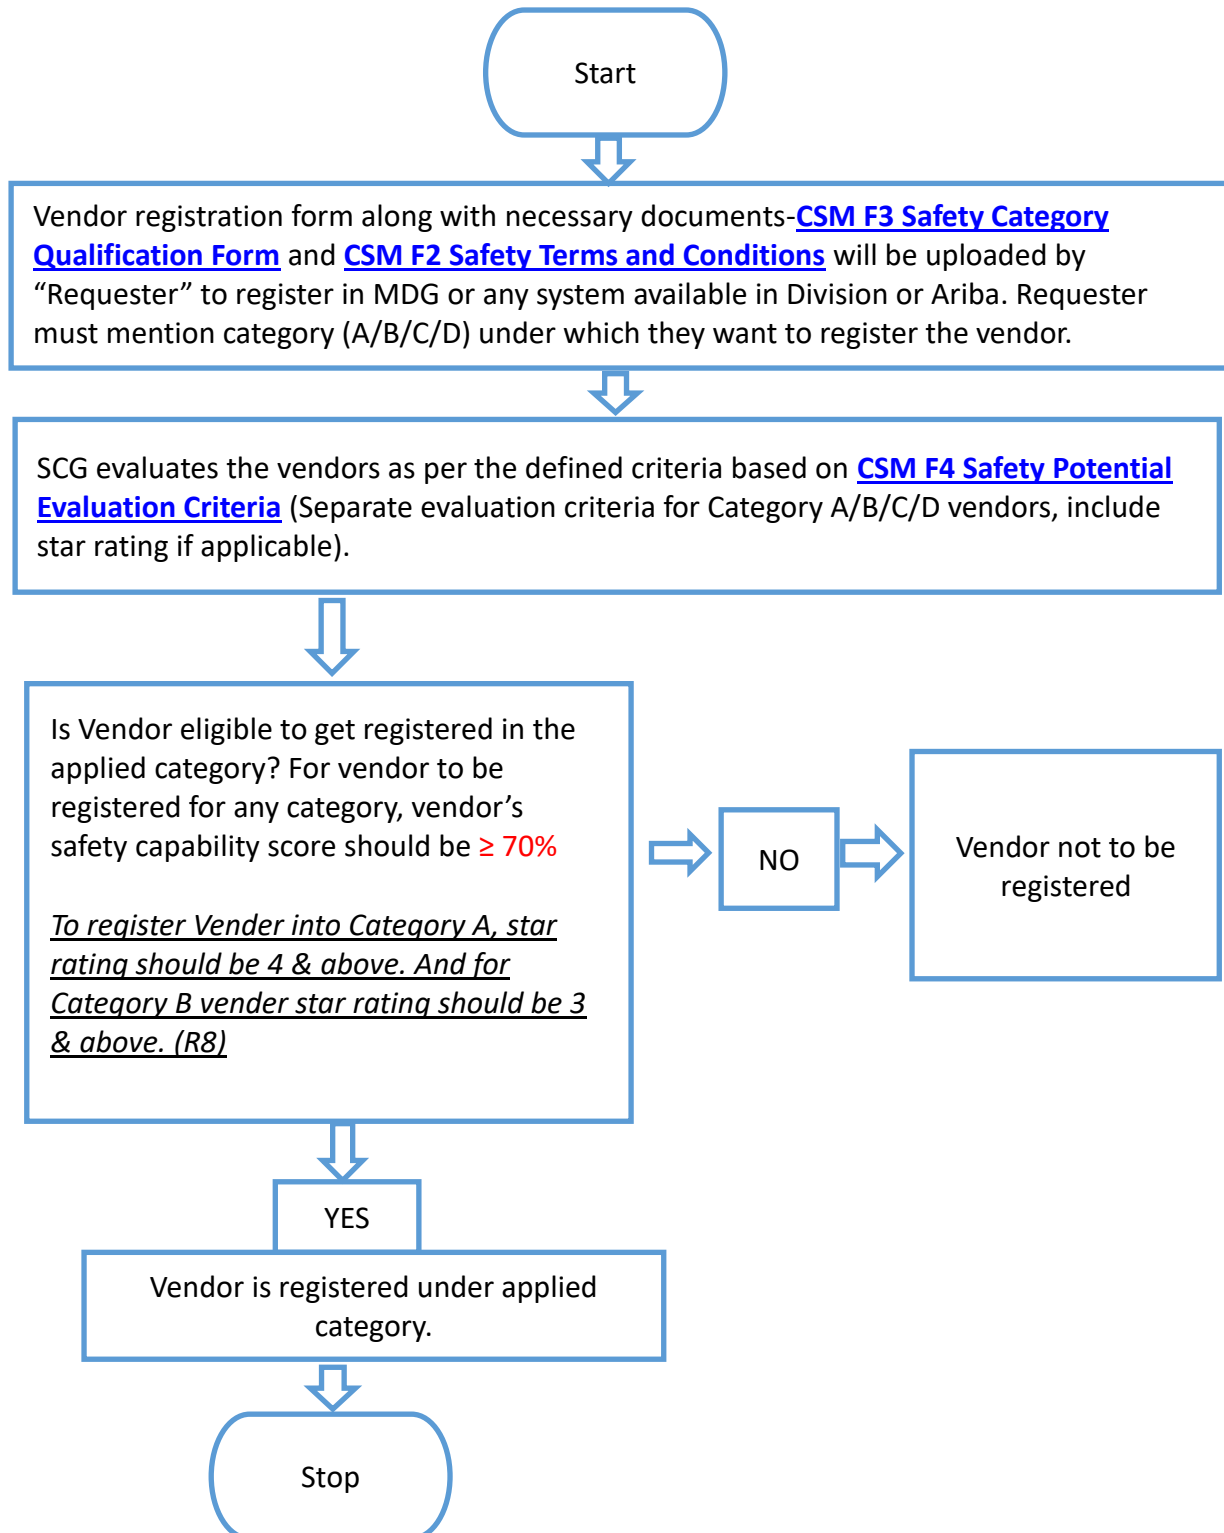 Start
Vendor registration form along with necessary documents-CSM F3 Safety Category
Qualification Form and CSM F2 Safety Terms and Conditions will be uploaded by
“Requester” to register in MDG or any system available in Division or Ariba. Requester
must mention category (A/B/C/D) under which they want to register the vendor.
SCG evaluates the vendors as per the defined criteria based on CSM F4 Safety Potential
Evaluation Criteria (Separate evaluation criteria for Category A/B/C/D vendors, include
star rating if applicable).
Is Vendor eligible to get registered in the
applied category? For vendor to be
registered for any category, vendor’s
safety capability score should be ≥ 70%
To register Vender into Category A, star
rating should be 4 & above. And for
Category B vender star rating should be 3
& above. (R8)
NO
Vendor not to be
registered
YES
Vendor is registered under applied
category.
Stop